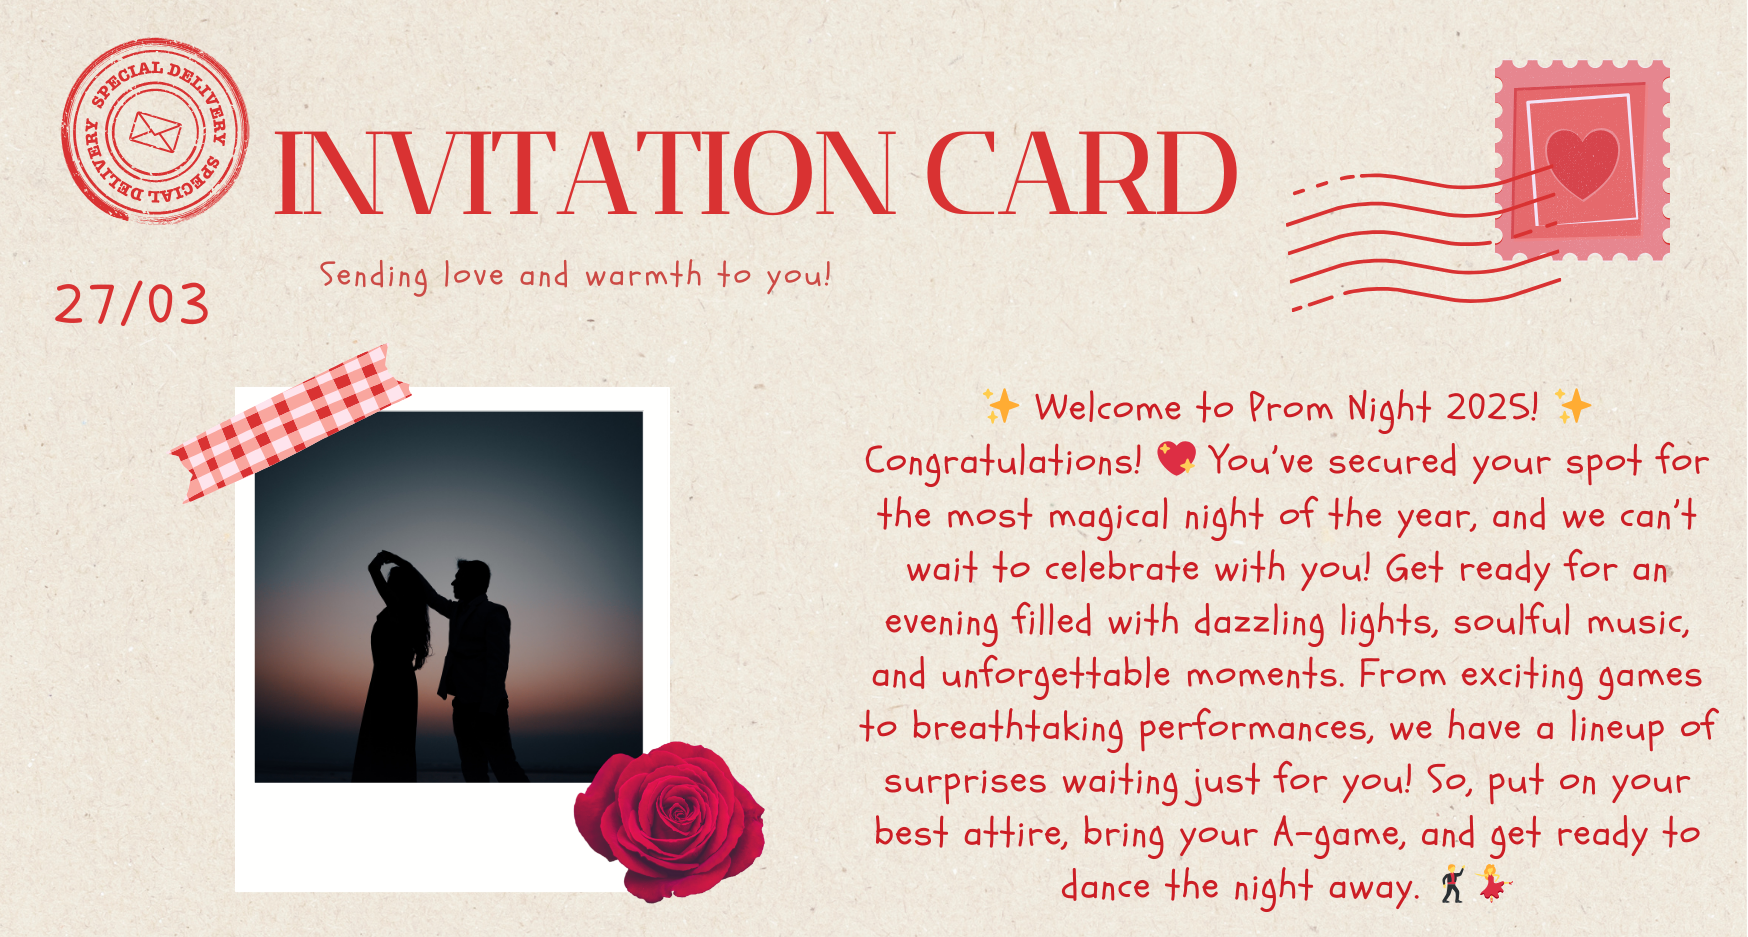 SPECIAL DELIVERY SPECIAL DELIVERY
INVITATION CARD
Sending love and warmth to you!
27/03
✨ Welcome to Prom Night 2025! ✨
Congratulations! 💖 You've secured your spot for
the most magical night of the year, and we can't
wait to celebrate with you! Get ready for an
evening filled with dazzling lights, soulful music,
and unforgettable moments. From exciting games
to breathtaking performances, we have a lineup of
surprises waiting just for you! So, put on your
best attire, bring your A-game, and get ready to
dance the night away. 🕺💃